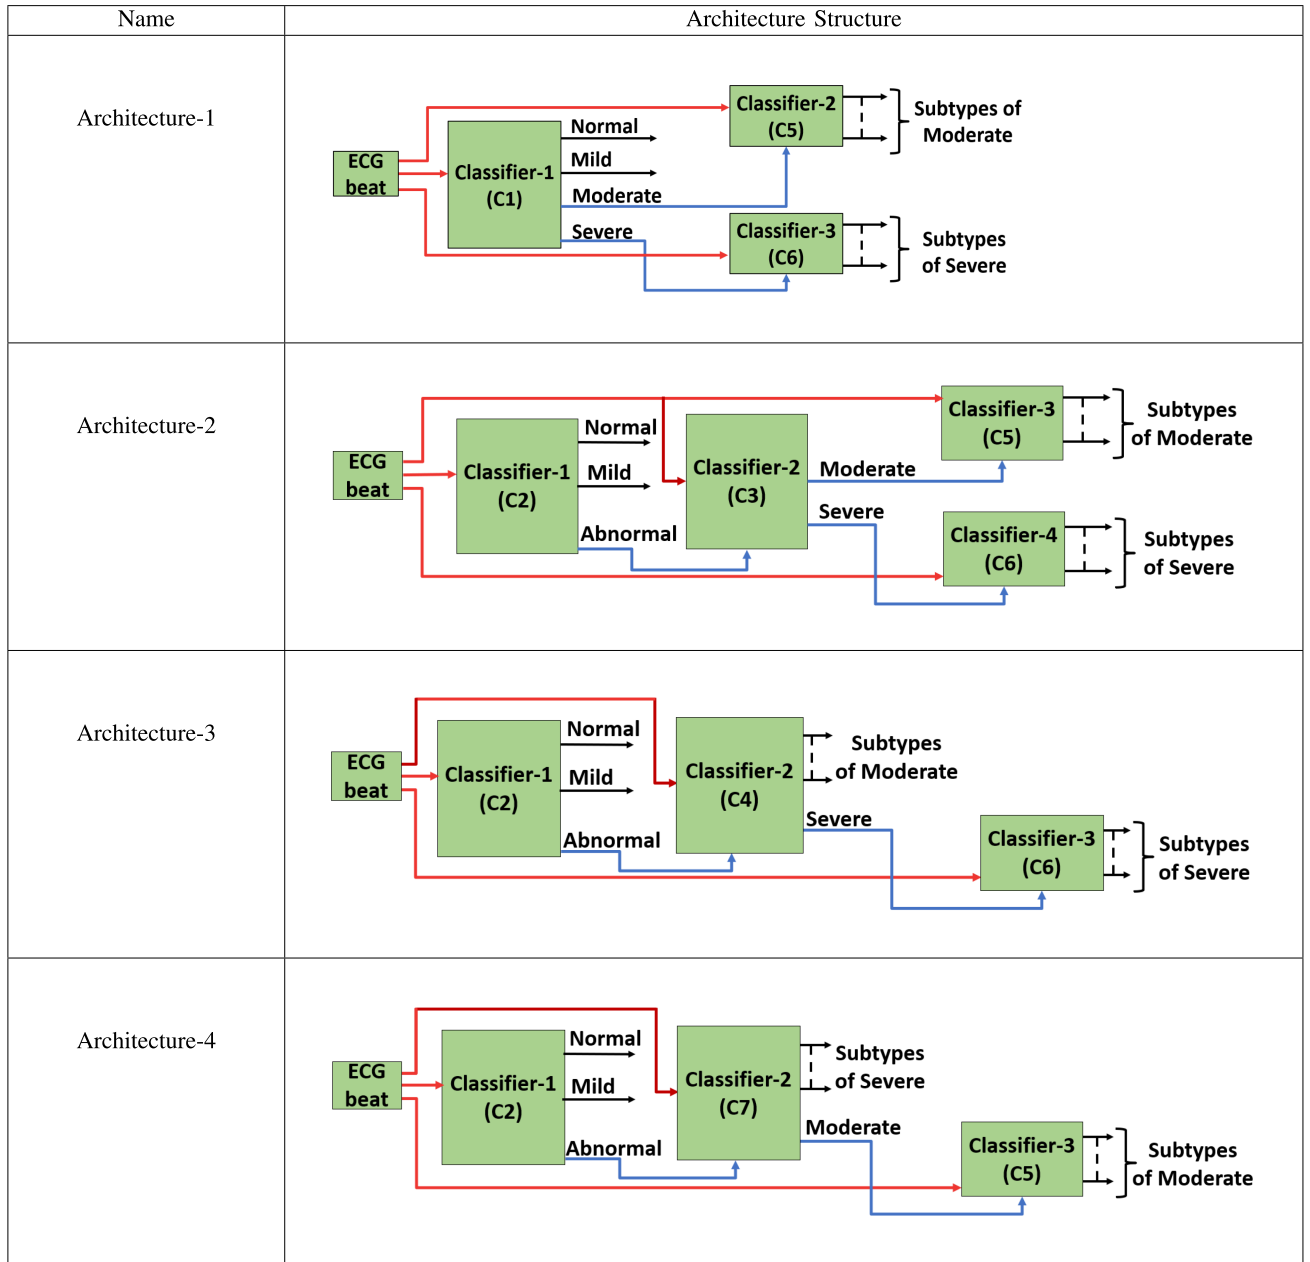 Name
Architecture Structure
Architecture-1
ECG
beat
Classifier-1
(C1)
Normal
Mild
Moderate
Severe
Classifier-2
(C5)
Subtypes of
Moderate
Classifier-3
(C6)
Subtypes
of Severe
Architecture-2
ECG
beat
Classifier-1
(C2)
Normal
Mild
Abnormal
Classifier-2
(C3)
Moderate
Severe
Classifier-3
(C5)
Subtypes
of Moderate
Classifier-4
(C6)
Subtypes
of Severe
Architecture-3
ECG
beat
Classifier-1
(C2)
Normal
Mild
Abnormal
Classifier-2
(C4)
Subtypes
of Moderate
Severe
Classifier-3
(C6)
Subtypes
of Severe
Architecture-4
ECG
beat
Classifier-1
(C2)
Normal
Mild
Abnormal
Classifier-2
(C7)
Subtypes
of Severe
Moderate
Classifier-3
(C5)
Subtypes
of Moderate